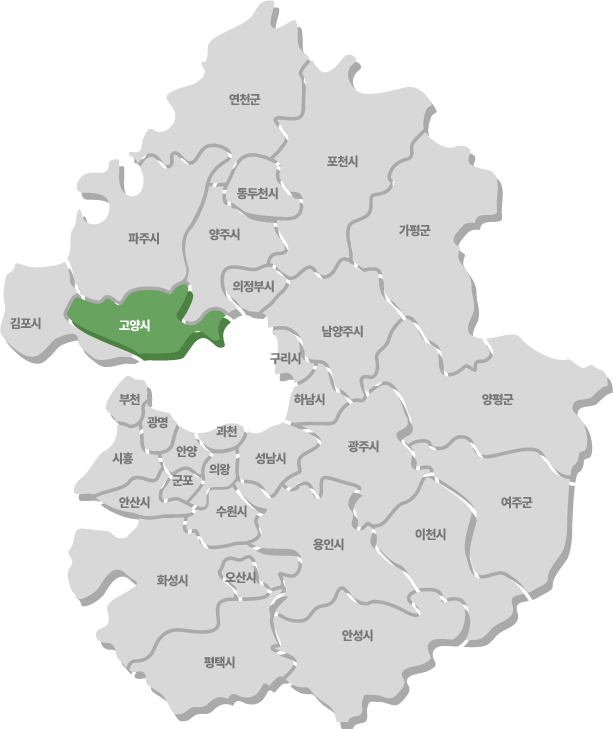 연천군
포천시
동두천시
가평군
양주시
파주시
의정부시
김포시
고양시
남양주시
구리시
양평군
부천
하남시
광명
과천
광주시
안양
시흥
성남시
의왕
군포
안산시
여주군
수원시
이천시
용인시
오산시
화성시
안성시
평택시